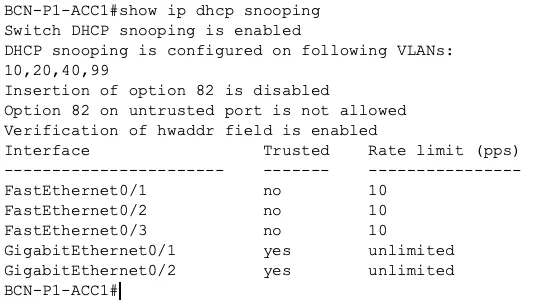 BCN-P1-ACC1#show ip dhcp snooping
Switch DHCP snooping is enabled
DHCP snooping is configured on following VLANs:
10,20,40,99
Insertion of option 82 is disabled
Option 82 on untrusted port is not allowed
Verification of hwaddr field is enabled
Interface Trusted Rate limit (pps)
----------------------- ------- ----------------
FastEthernet0/1 no 10
FastEthernet0/2 no 10
FastEthernet0/3 no 10
GigabitEthernet0/1 yes unlimited
GigabitEthernet0/2 yes unlimited
BCN-P1-ACC1#